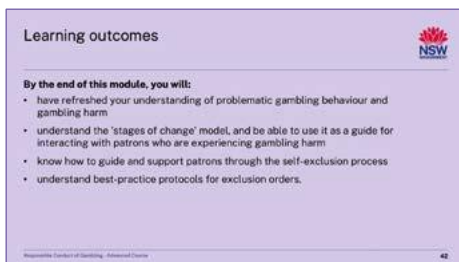 Learning outcomes
NSW
GOVERNMENT
By the end of this module, you will:
• have refreshed your understanding of problematic gambling behaviour and
gambling harm
• understand the 'stages of change' model, and be able to use it as a guide for
interacting with patrons who are experiencing gambling harm
• know how to guide and support patrons through the self-exclusion process
• understand best-practice protocols for exclusion orders.
Responsible Conduct of Gambling - Advanced Course
42